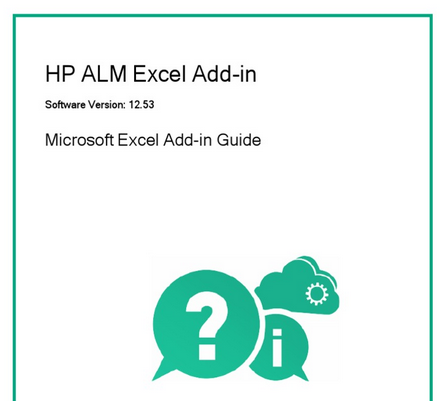 HP ALM Excel Add-in
Software Version: 12.53
Microsoft Excel Add-in Guide
?
i